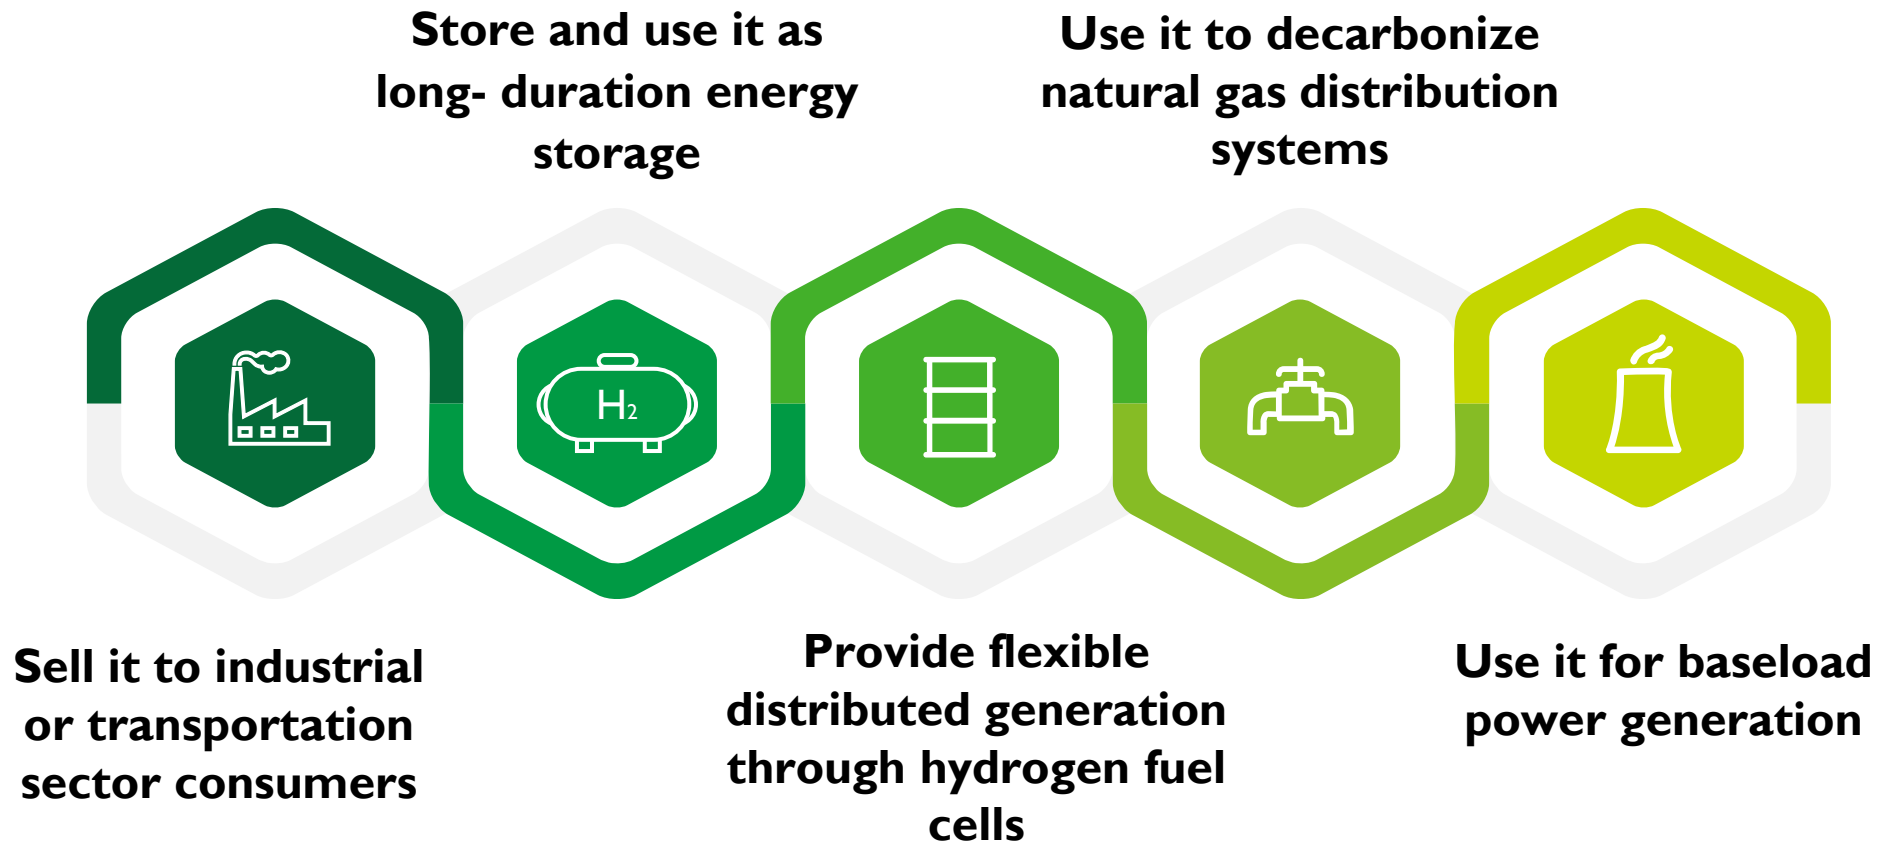 Store and use it as
long- duration energy
storage
Use it to decarbonize
natural gas distribution
systems
H₂
Sell it to industrial
or transportation
sector consumers
Provide flexible
distributed generation
through hydrogen fuel
cells
Use it for baseload
power generation